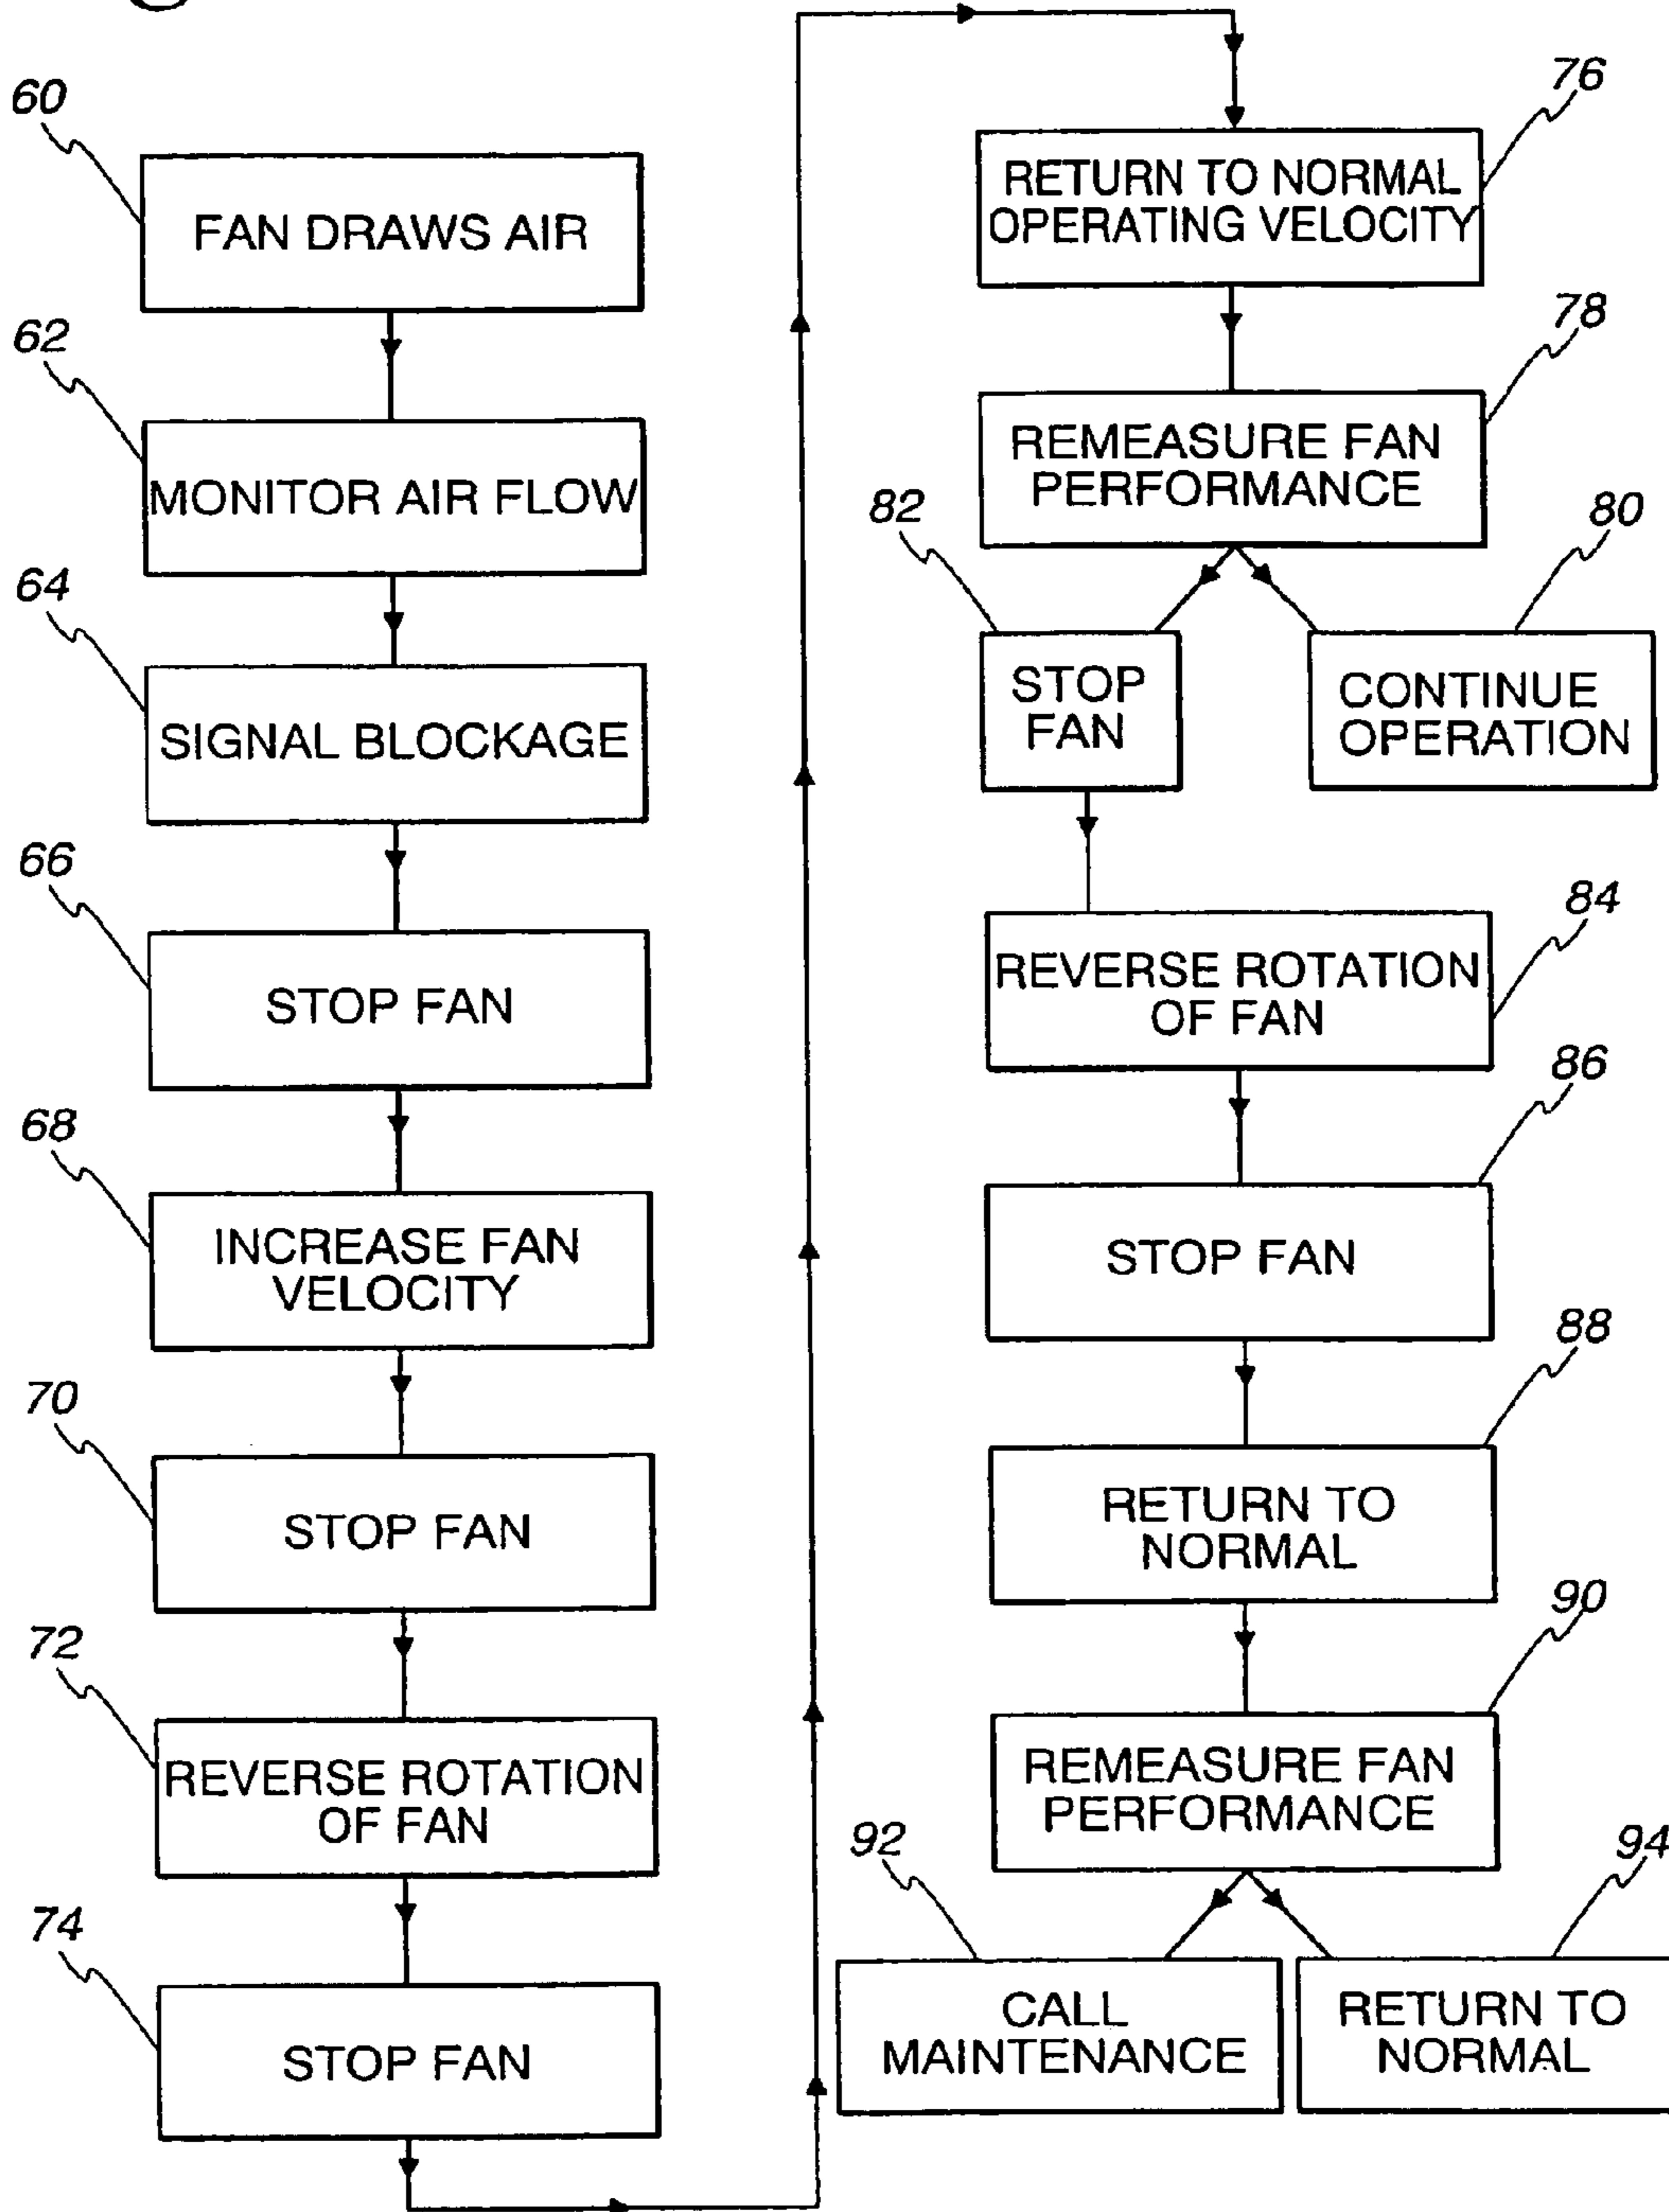 60
FAN DRAWS AIR
62
MONITOR AIR FLOW
64
SIGNAL BLOCKAGE
66
STOP FAN
68
INCREASE FAN
VELOCITY
70
STOP FAN
72
REVERSE ROTATION
OF FAN
74
STOP FAN
76
RETURN TO NORMAL
OPERATING VELOCITY
78
REMEASURE FAN
PERFORMANCE
82
STOP
FAN
80
CONTINUE
OPERATION
84
REVERSE ROTATION
OF FAN
86
STOP FAN
88
RETURN TO
NORMAL
90
REMEASURE FAN
PERFORMANCE
92
CALL
MAINTENANCE
94
RETURN TO
NORMAL